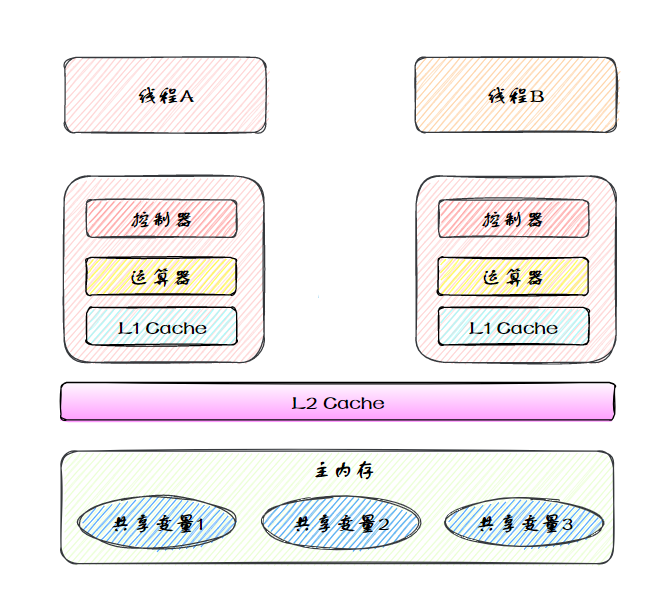 线程A
线程B
控制器
控制器
运算器
运算器
L1 Cache
L1 Cache
L2 Cache
主内存
共享变量1
共享变量2
共享变量3